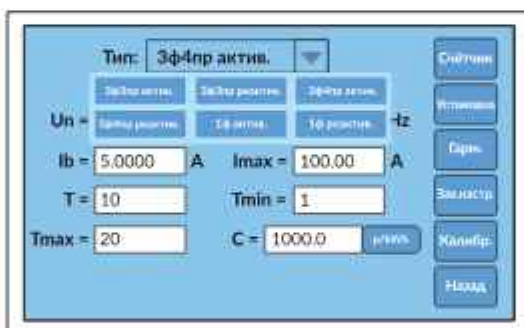 Тип: 3ф4пр актив.
Счётчик
3ф3пр актив. 3ф3пр реактив. 3ф4пр актив.
Установка
Un = 3ф4пр реактив. 1ф актив. 1ф реактив. Hz
Гарм.
Ib = 5.0000 A Imax = 100.00 A
T = 10 Tmin = 1
Зав.настр.
Tmax = 20 C = 1000.0
Калибр.
Назад